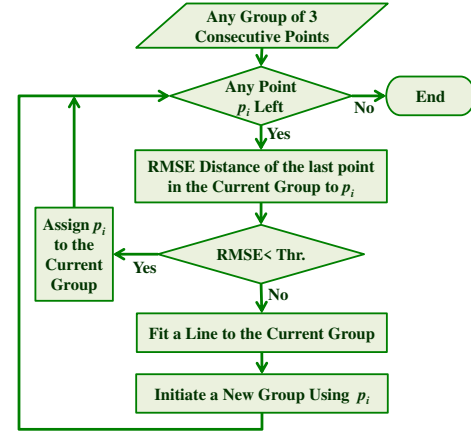 Any Group of 3
Consecutive Points
Any Point
p_i Left
No
End
Yes
RMSE Distance of the last point
in the Current Group to p_i
RMSE< Thr.
Yes
Assign p_i
to the
Current
Group
No
Fit a Line to the Current Group
Initiate a New Group Using p_i